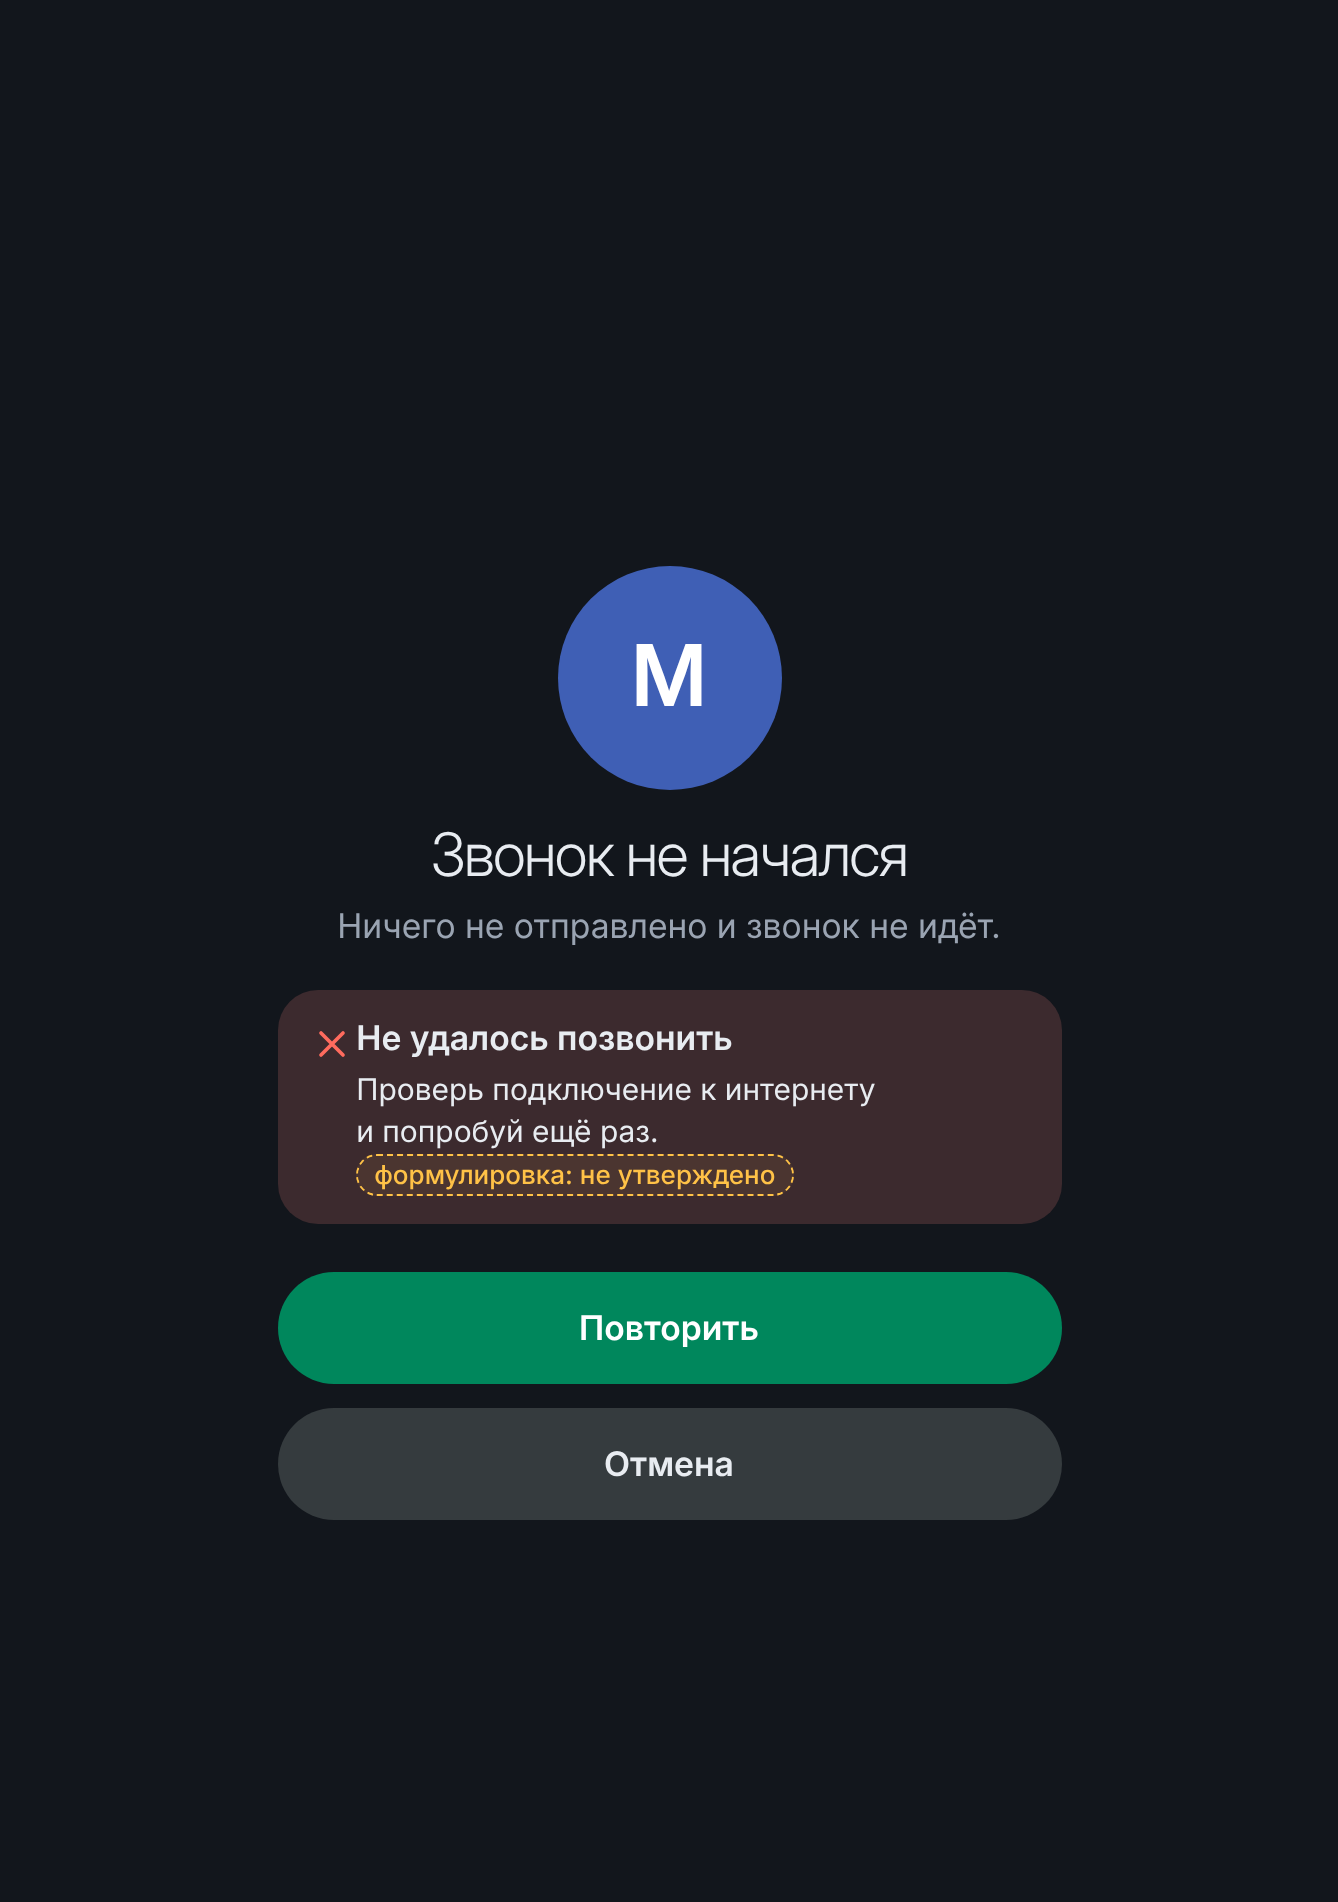 М
Звонок не начался
Ничего не отправлено и звонок не идёт.
Не удалось позвонить
Проверь подключение к интернету
и попробуй ещё раз.
формулировка: не утверждено
Повторить
Отмена